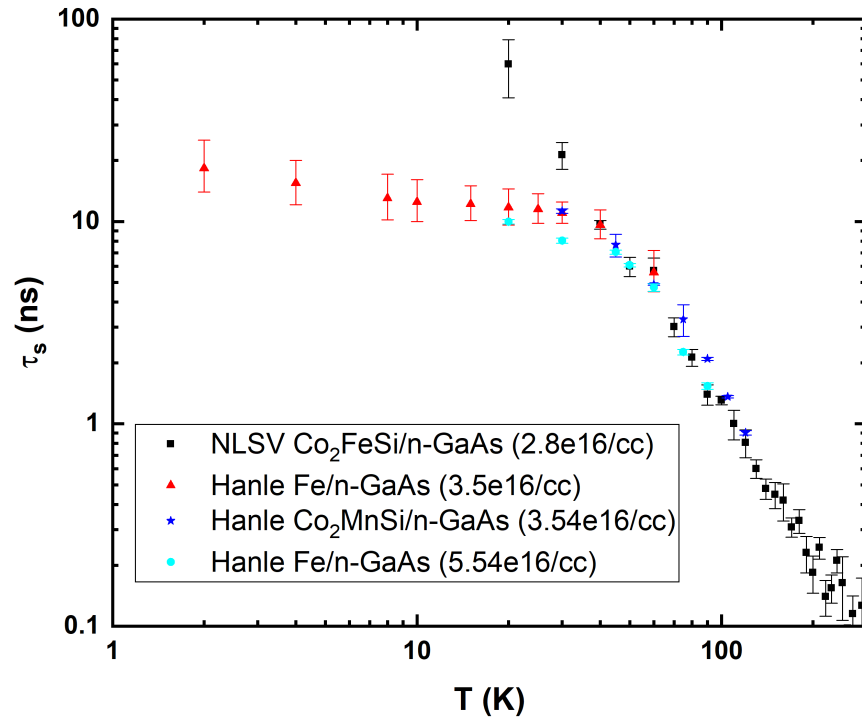 100
10
1
0.1
τs (ns)
NLSV Co2FeSi/n-GaAs (2.8e16/cc)
Hanle Fe/n-GaAs (3.5e16/cc)
Hanle Co2MnSi/n-GaAs (3.54e16/cc)
Hanle Fe/n-GaAs (5.54e16/cc)
1 10 100
T (K)